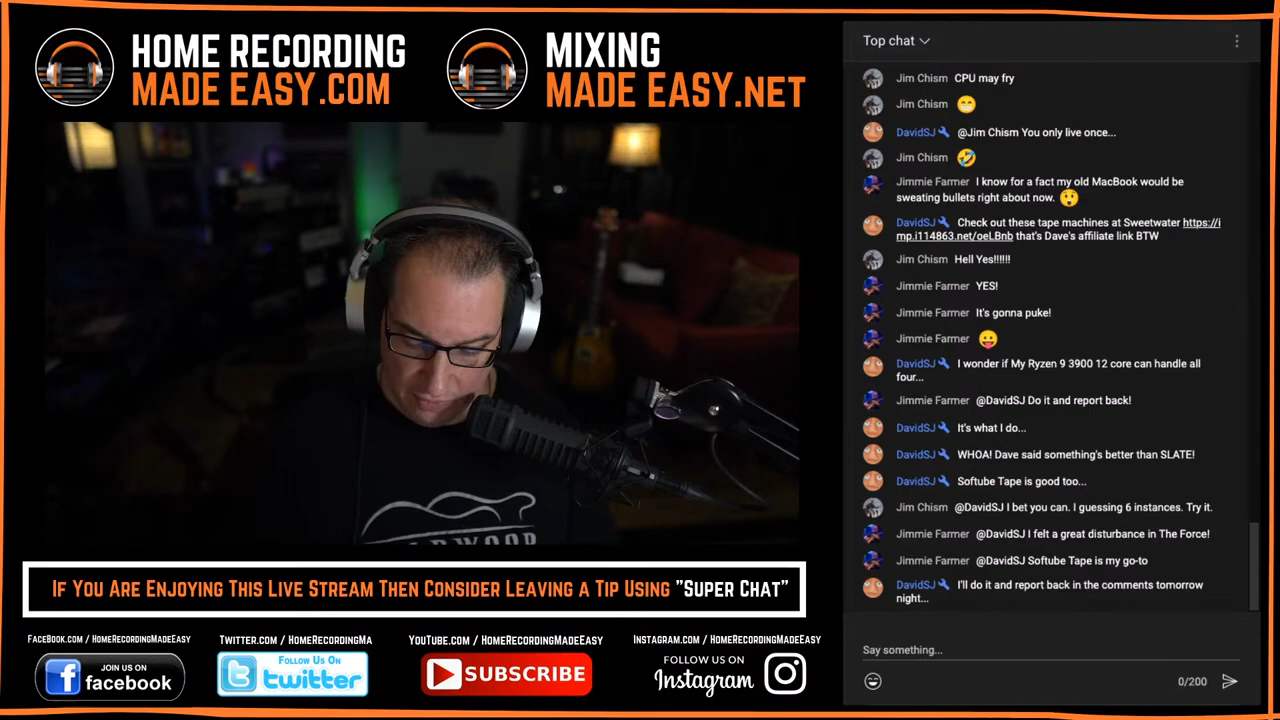 HOME RECORDING
MADE EASY.COM
MIXING
MADE EASY.NET
Top chat
Jim Chism CPU may fry
Jim Chism 😁
DavidSJ @Jim Chism You only live once...
Jim Chism 🤣
Jimmie Farmer I know for a fact my old MacBook would be
sweating bullets right about now. 😲
DavidSJ Check out these tape machines at Sweetwater https://i
mp.i114863.net/oeLBnb that's Dave's affiliate link BTW
Jim Chism Hell Yes!!!!!!
Jimmie Farmer YES!
Jimmie Farmer It's gonna puke!
Jimmie Farmer 😛
DavidSJ I wonder if My Ryzen 9 3900 12 core can handle all
four...
Jimmie Farmer @DavidSJ Do it and report back!
DavidSJ It's what I do...
DavidSJ WHOA! Dave said something's better than SLATE!
DavidSJ Softube Tape is good too...
Jim Chism @DavidSJ I bet you can. I guessing 6 instances. Try it.
Jimmie Farmer @DavidSJ I felt a great disturbance in The Force!
Jimmie Farmer @DavidSJ Softube Tape is my go-to
DavidSJ I'll do it and report back in the comments tomorrow
night...
Say something...
0/200
If You Are Enjoying This Live Stream Then Consider Leaving a Tip Using "Super Chat"
FaceBook.com / HomeRecordingMadeEasy
Twitter.com / HomeRecordingMa
YouTube.com / HomeRecordingMadeEasy
Instagram.com / HomeRecordingMadeEasy
JOIN US ON
facebook
FOLLOW US ON
twitter
SUBSCRIBE
FOLLOW US ON
Instagram